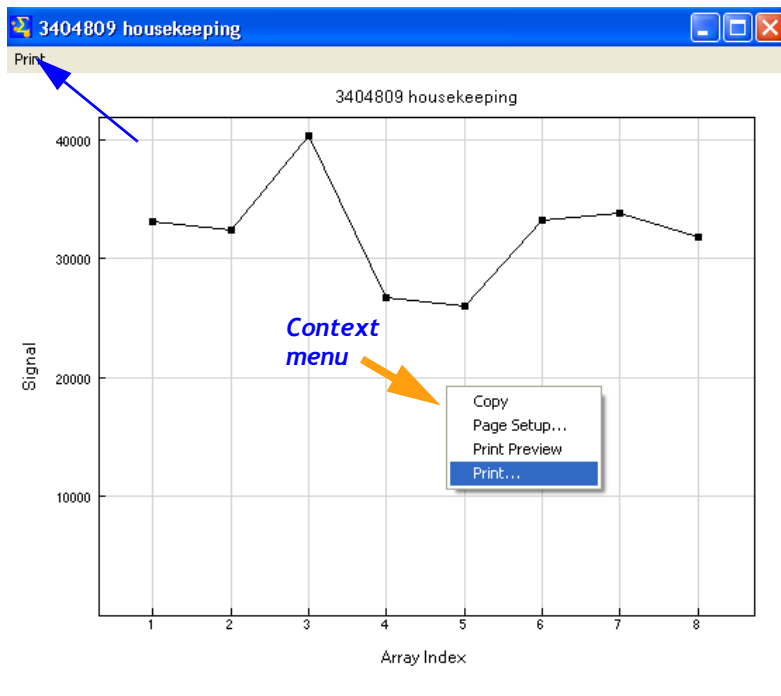 3404809 housekeeping
Print
3404809 housekeeping
40000
30000
20000
10000
Signal
Context
menu
Copy
Page Setup...
Print Preview
Print...
1 2 3 4 5 6 7 8
Array Index